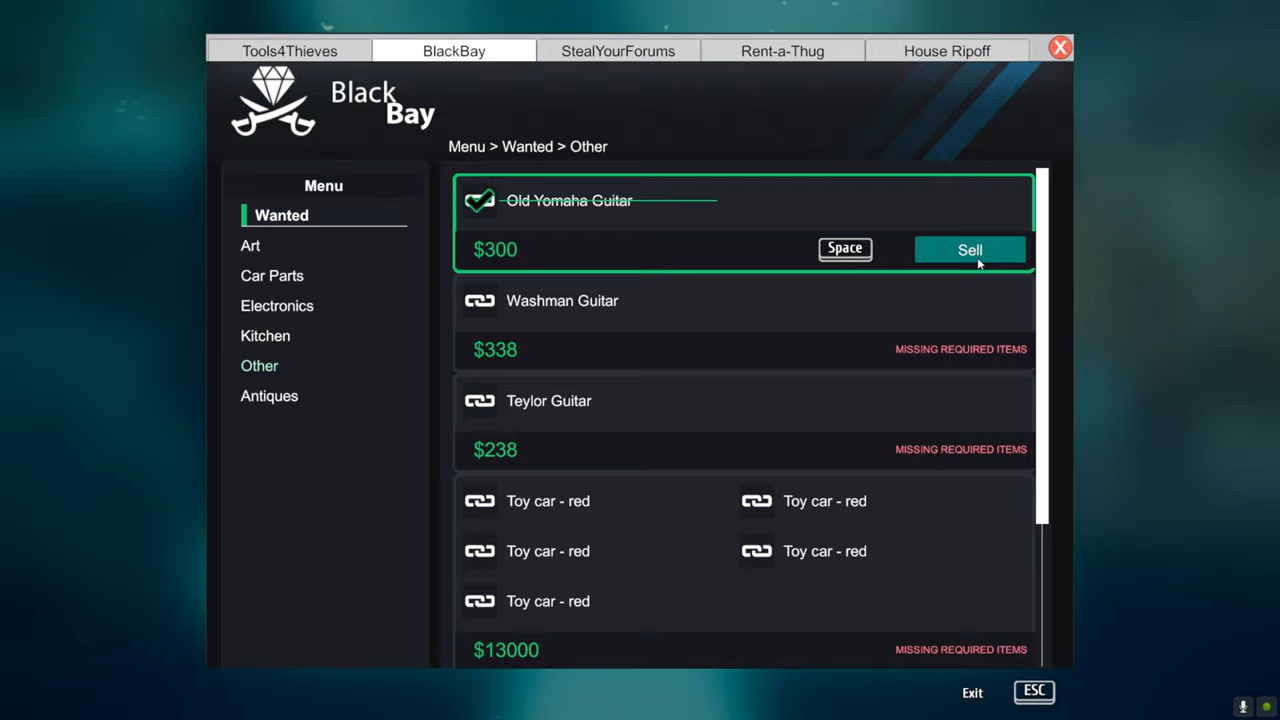 Tools4Thieves BlackBay StealYourForums Rent-a-Thug House Ripoff
Black
Bay
Menu > Wanted > Other
Menu
Wanted
Art
Car Parts
Electronics
Kitchen
Other
Antiques
Old Yomaha Guitar
$300 Space Sell
Washman Guitar
$338 MISSING REQUIRED ITEMS
Teylor Guitar
$238 MISSING REQUIRED ITEMS
Toy car - red Toy car - red
Toy car - red Toy car - red
Toy car - red
$13000 MISSING REQUIRED ITEMS
Exit ESC